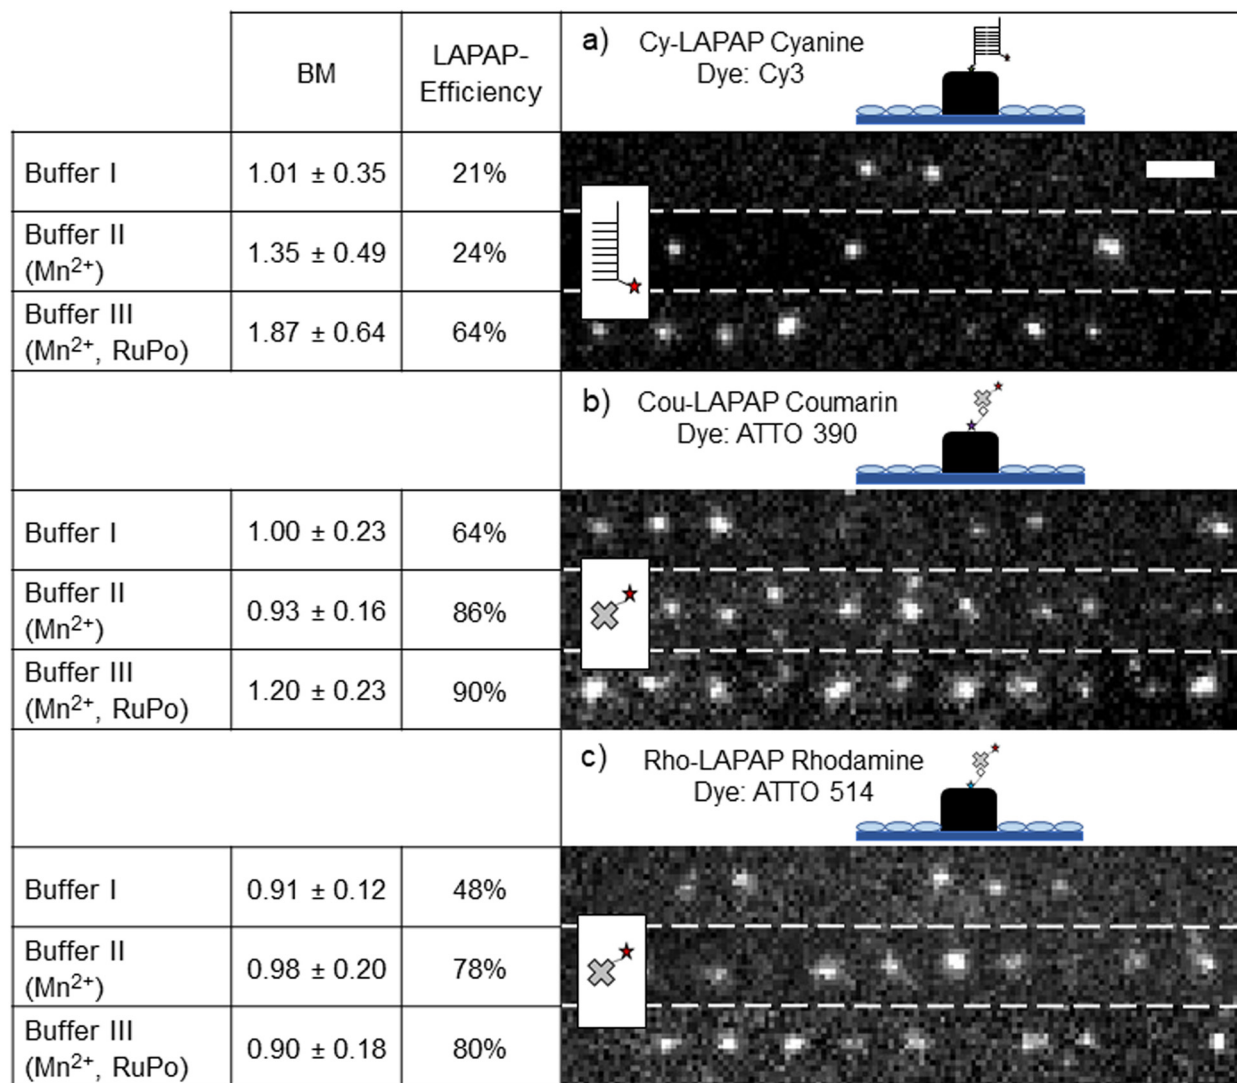 BM
LAPAP-
Efficiency
a) Cy-LAPAP Cyanine
Dye: Cy3
Buffer I
1.01 ± 0.35
21%
Buffer II
(Mn²⁺)
1.35 ± 0.49
24%
Buffer III
(Mn²⁺, RuPo)
1.87 ± 0.64
64%
b) Cou-LAPAP Coumarin
Dye: ATTO 390
Buffer I
1.00 ± 0.23
64%
Buffer II
(Mn²⁺)
0.93 ± 0.16
86%
Buffer III
(Mn²⁺, RuPo)
1.20 ± 0.23
90%
c) Rho-LAPAP Rhodamine
Dye: ATTO 514
Buffer I
0.91 ± 0.12
48%
Buffer II
(Mn²⁺)
0.98 ± 0.20
78%
Buffer III
(Mn²⁺, RuPo)
0.90 ± 0.18
80%